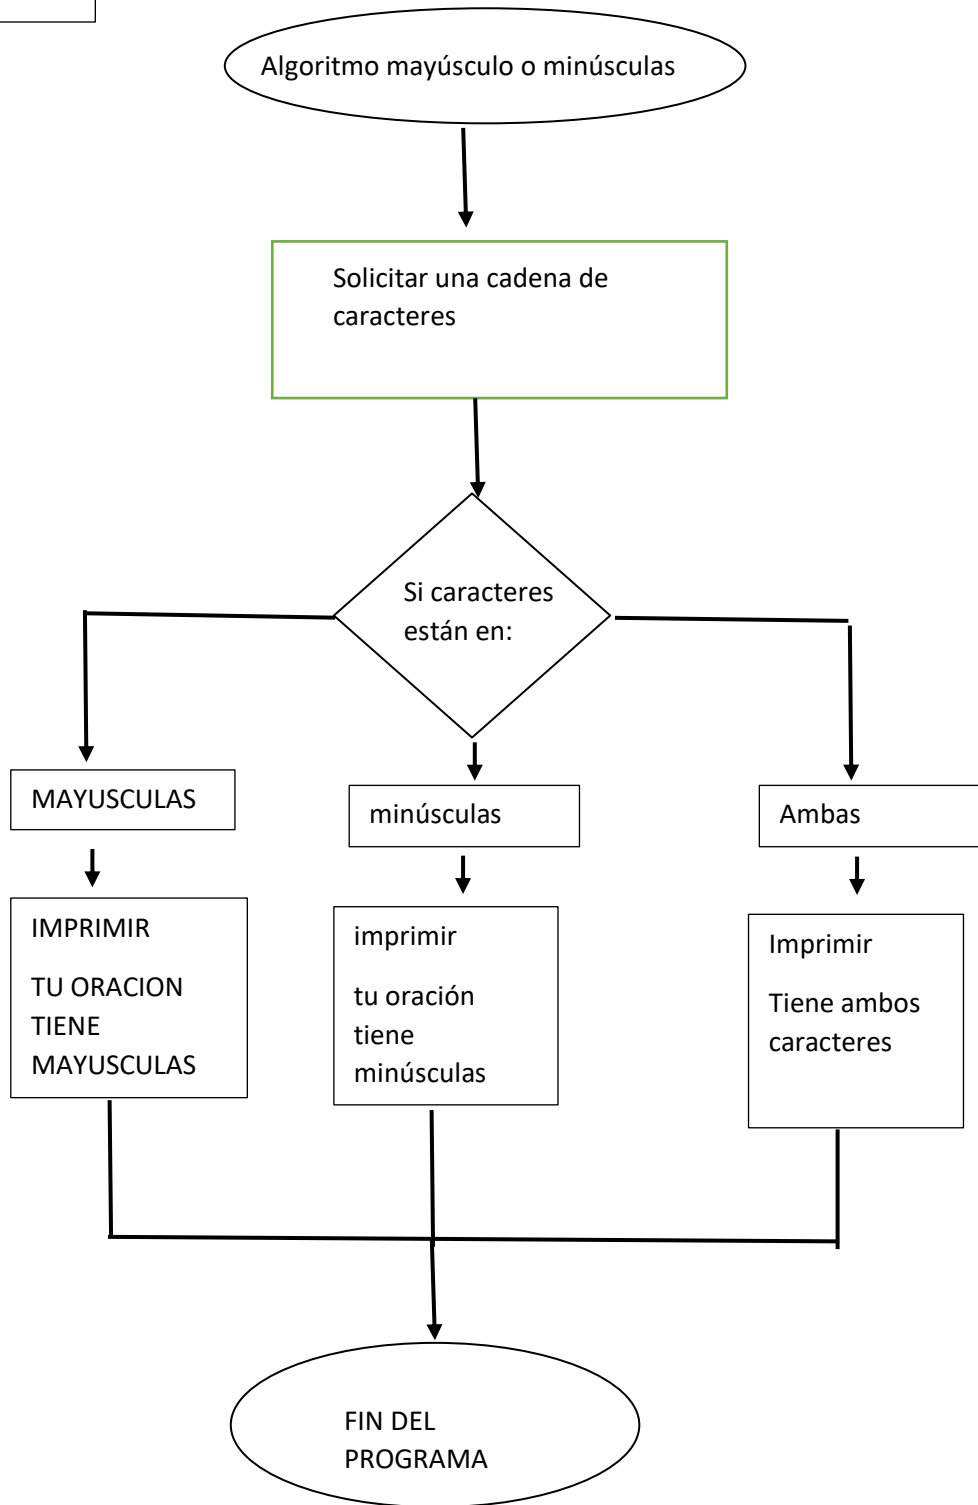 Algoritmo mayúsculo o minúsculas
Solicitar una cadena de
caracteres
Si caracteres
están en:
MAYUSCULAS
minúsculas
Ambas
IMPRIMIR
TU ORACION
TIENE
MAYUSCULAS
imprimir
tu oración
tiene
minúsculas
Imprimir
Tiene ambos
caracteres
FIN DEL
PROGRAMA